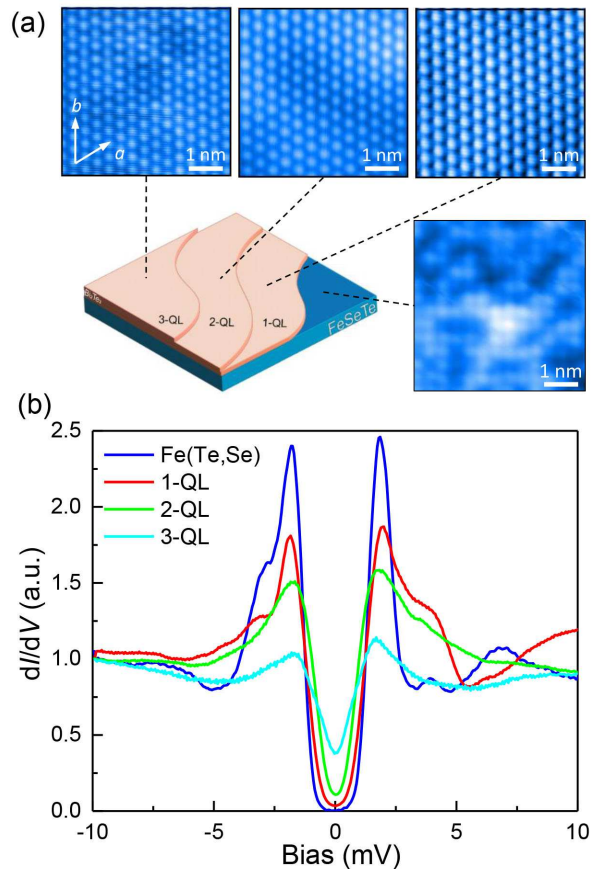 (a)
b
a
1 nm
1 nm
1 nm
3-QL
2-QL
1-QL
FeSeTe
1 nm
(b)
2.5
2.0
1.5
1.0
0.5
0.0
dI/dV (a.u.)
Fe(Te,Se)
1-QL
2-QL
3-QL
-10
-5
0
5
10
Bias (mV)